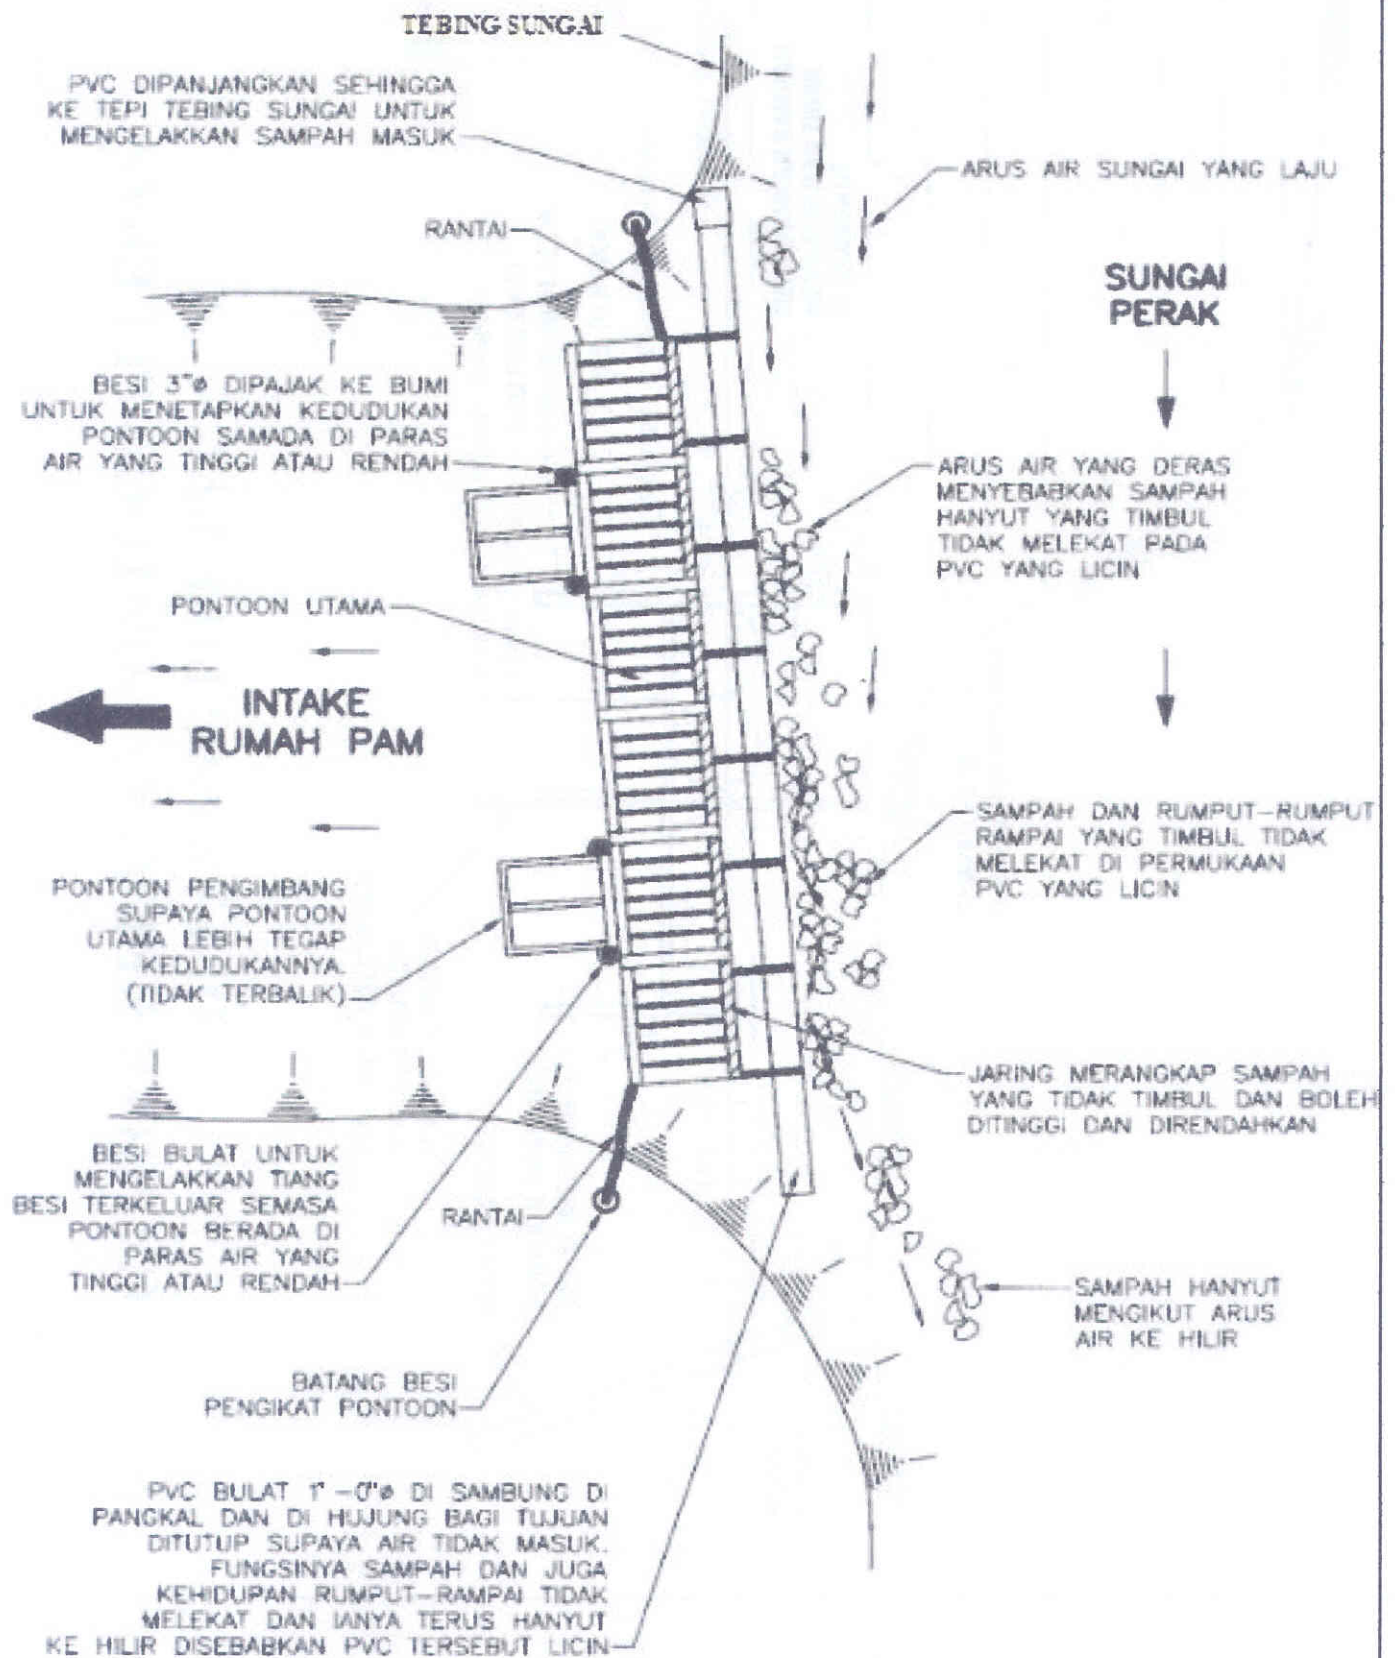 TEBING SUNGAI
PVC DIPANJANGKAN SEHINGGA
KE TEPI TEBING SUNGAI UNTUK
MENGELAKKAN SAMPAH MASUK
ARUS AIR SUNGAI YANG LAJU
RANTAI
SUNGAI
PERAK
BESI 3"ø DIPAJAK KE BUMI
UNTUK MENETAPKAN KEDUDUKAN
PONTOON SAMADA DI PARAS
AIR YANG TINGGI ATAU RENDAH
ARUS AIR YANG DERAS
MENYEBABKAN SAMPAH
HANYUT YANG TIMBUL
TIDAK MELEKAT PADA
PVC YANG LICIN
PONTOON UTAMA
INTAKE
RUMAH PAM
SAMPAH DAN RUMPUT-RUMPUT
RAMPAI YANG TIMBUL TIDAK
MELEKAT DI PERMUKAAN
PVC YANG LICIN
PONTOON PENGIMBANG
SUPAYA PONTOON
UTAMA LEBIH TEGAP
KEDUDUKANNYA.
(TIDAK TERBALIK)
JARING MERANGKAP SAMPAH
YANG TIDAK TIMBUL DAN BOLEH
DITINGGI DAN DIRENDAHKAN
BESI BULAT UNTUK
MENGELAKKAN TIANG
BESI TERKELUAR SEMASA
PONTOON BERADA DI
PARAS AIR YANG
TINGGI ATAU RENDAH
RANTAI
SAMPAH HANYUT
MENGIKUT ARUS
AIR KE HILIR
BATANG BESI
PENGIKAT PONTOON
PVC BULAT 1'-0"ø DI SAMBUNG DI
PANGKAL DAN DI HUJUNG BAGI TUJUAN
DITUTUP SUPAYA AIR TIDAK MASUK.
FUNGSINYA SAMPAH DAN JUGA
KEHIDUPAN RUMPUT-RAMPAI TIDAK
MELEKAT DAN IANYA TERUS HANYUT
KE HILIR DISEBABKAN PVC TERSEBUT LICIN